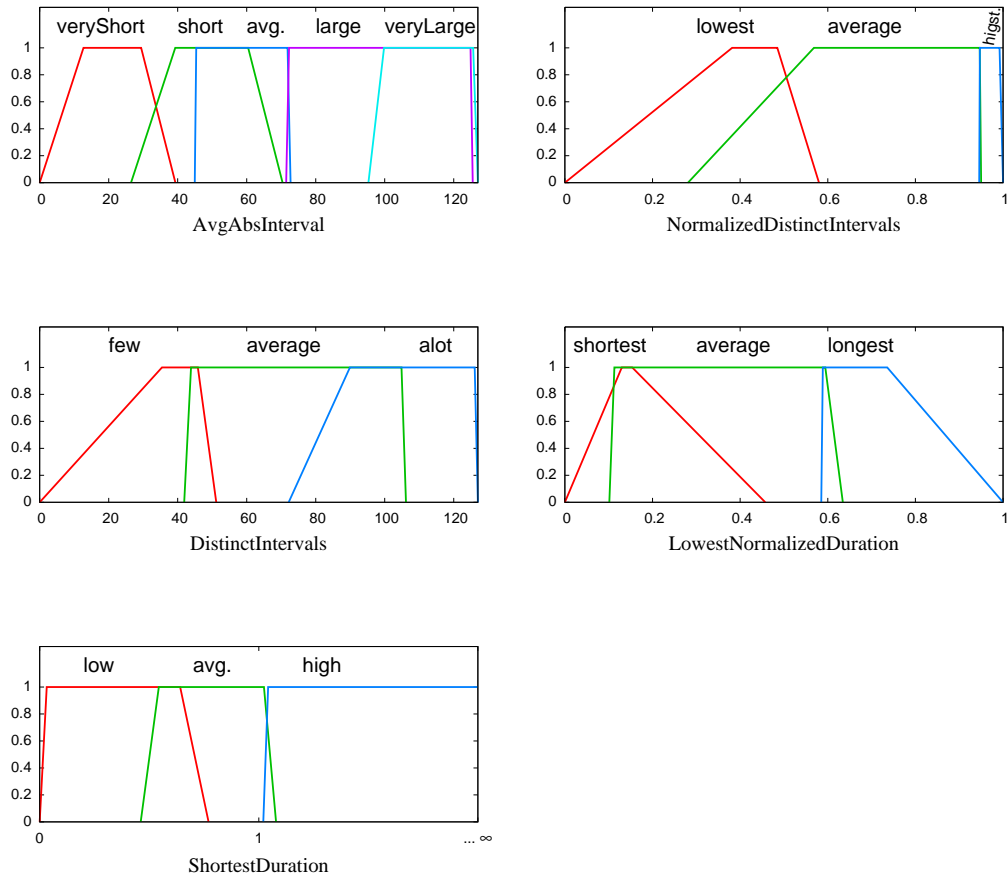 veryShort short avg. large veryLarge
1
0.8
0.6
0.4
0.2
0
0 20 40 60 80 100 120
AvgAbsInterval
lowest average higst.
1
0.8
0.6
0.4
0.2
0
0 0.2 0.4 0.6 0.8 1
NormalizedDistinctIntervals
few average alot
1
0.8
0.6
0.4
0.2
0
0 20 40 60 80 100 120
DistinctIntervals
shortest average longest
1
0.8
0.6
0.4
0.2
0
0 0.2 0.4 0.6 0.8 1
LowestNormalizedDuration
low avg. high
1
0.8
0.6
0.4
0.2
0
0 1 ... ∞
ShortestDuration